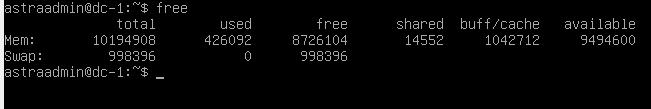 astraadmin@dc-1:~$ free
              total        used        free      shared  buff/cache   available
Mem:       10194908      426092     8726104       14552     1042712     9494600
Swap:        998396           0      998396
astraadmin@dc-1:~$ _